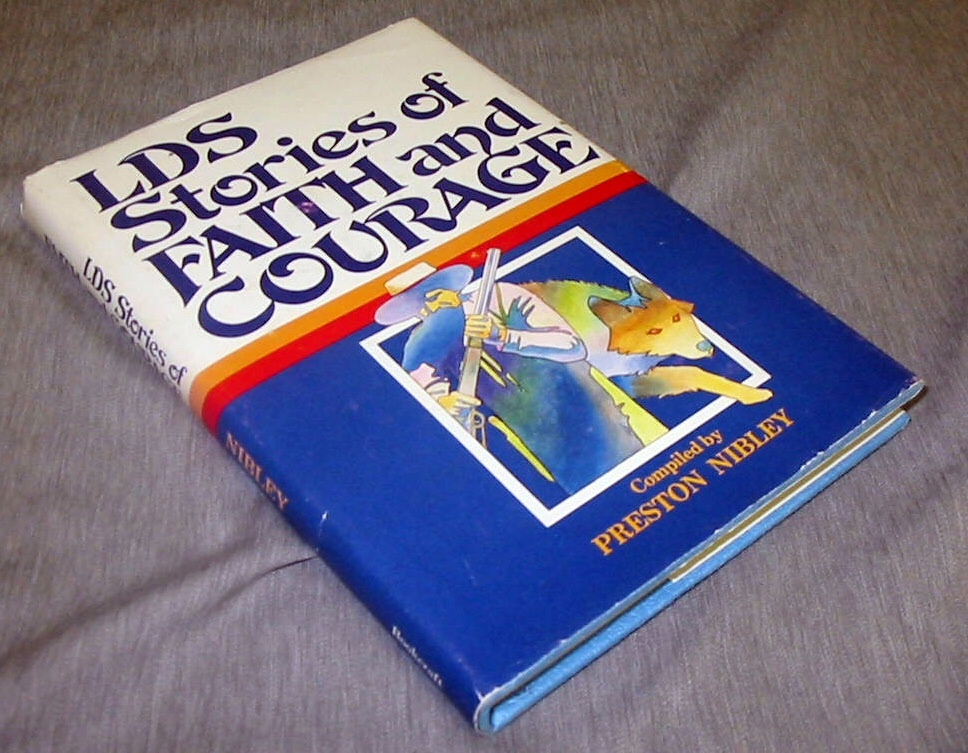 LDS
Stories of
FAITH and
COURAGE
Compiled by
PRESTON NIBLEY
LDS Stories of
NIBLEY
Bookcraft